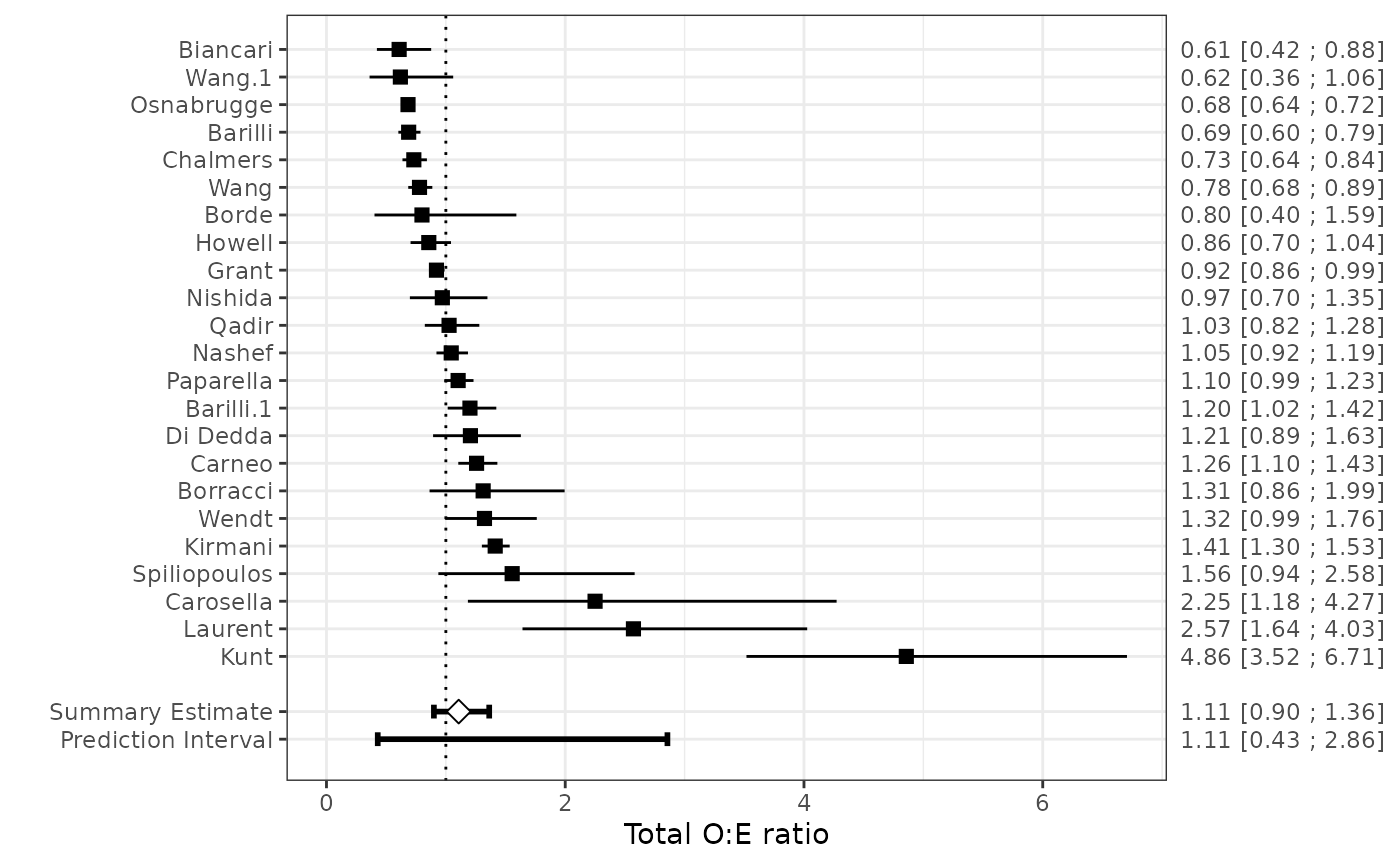 Biancari 0.61 [0.42 ; 0.88]
Wang.1 0.62 [0.36 ; 1.06]
Osnabrugge 0.68 [0.64 ; 0.72]
Barilli 0.69 [0.60 ; 0.79]
Chalmers 0.73 [0.64 ; 0.84]
Wang 0.78 [0.68 ; 0.89]
Borde 0.80 [0.40 ; 1.59]
Howell 0.86 [0.70 ; 1.04]
Grant 0.92 [0.86 ; 0.99]
Nishida 0.97 [0.70 ; 1.35]
Qadir 1.03 [0.82 ; 1.28]
Nashef 1.05 [0.92 ; 1.19]
Paparella 1.10 [0.99 ; 1.23]
Barilli.1 1.20 [1.02 ; 1.42]
Di Dedda 1.21 [0.89 ; 1.63]
Carneo 1.26 [1.10 ; 1.43]
Borracci 1.31 [0.86 ; 1.99]
Wendt 1.32 [0.99 ; 1.76]
Kirmani 1.41 [1.30 ; 1.53]
Spiliopoulos 1.56 [0.94 ; 2.58]
Carosella 2.25 [1.18 ; 4.27]
Laurent 2.57 [1.64 ; 4.03]
Kunt 4.86 [3.52 ; 6.71]
Summary Estimate 1.11 [0.90 ; 1.36]
Prediction Interval 1.11 [0.43 ; 2.86]
0 2 4 6
Total O:E ratio